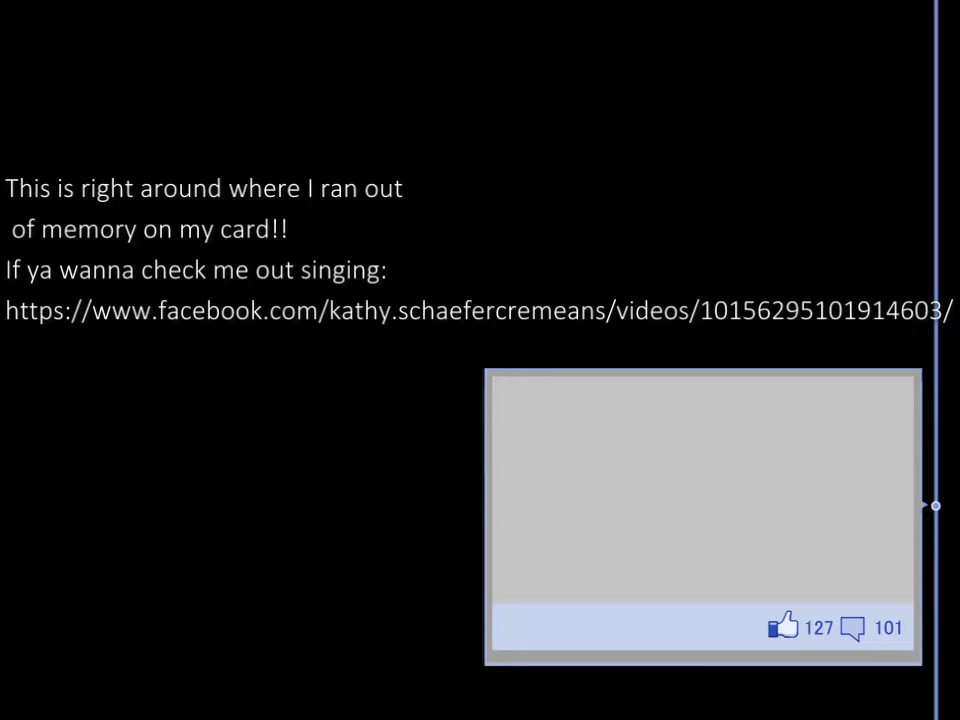 This is right around where I ran out
of memory on my card!!
If ya wanna check me out singing:
https://www.facebook.com/kathy.schaefercremeans/videos/10156295101914603/
127 101